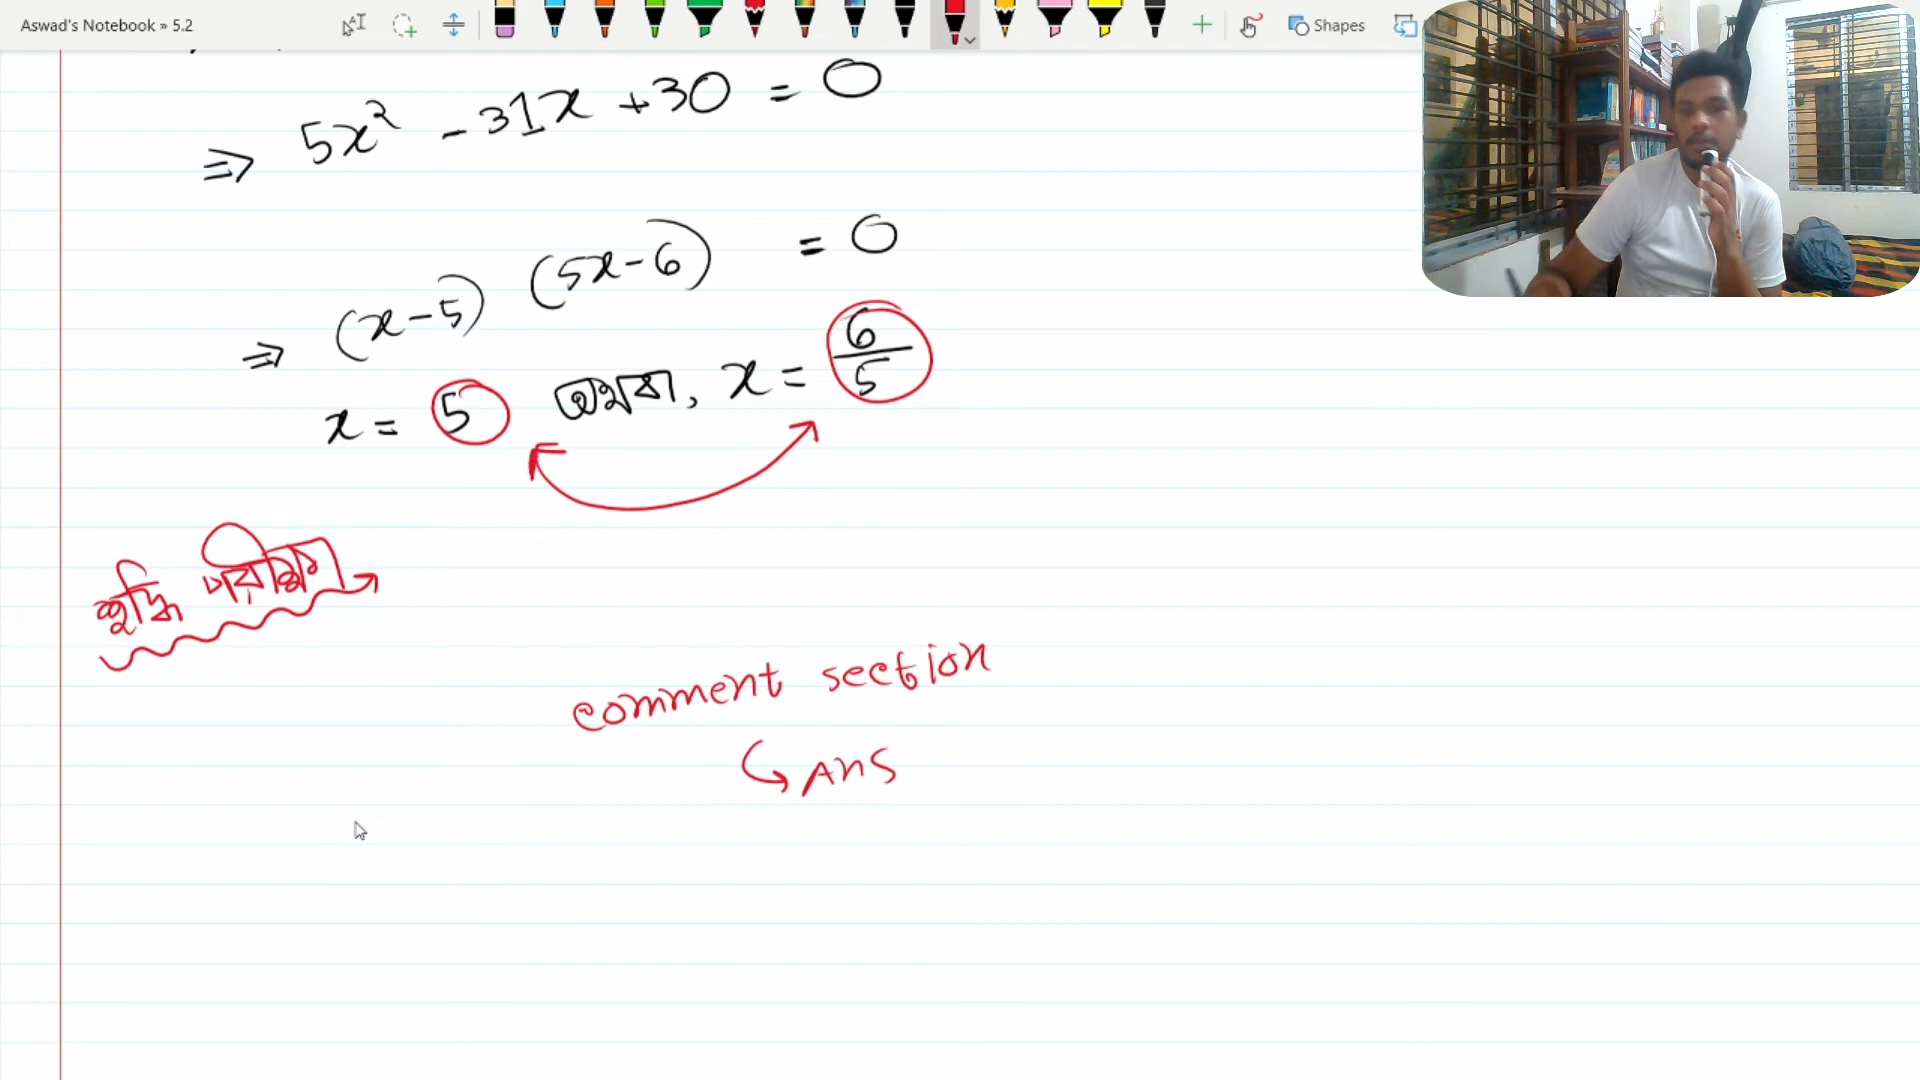 Aswad's Notebook » 5.2
Shapes
⇒ 5x² - 31x + 30 = 0
⇒ (x-5) (5x-6) = 0
x = 5 অথবা, x = 6/5
বুদ্ধি
comment section
↳ Ans